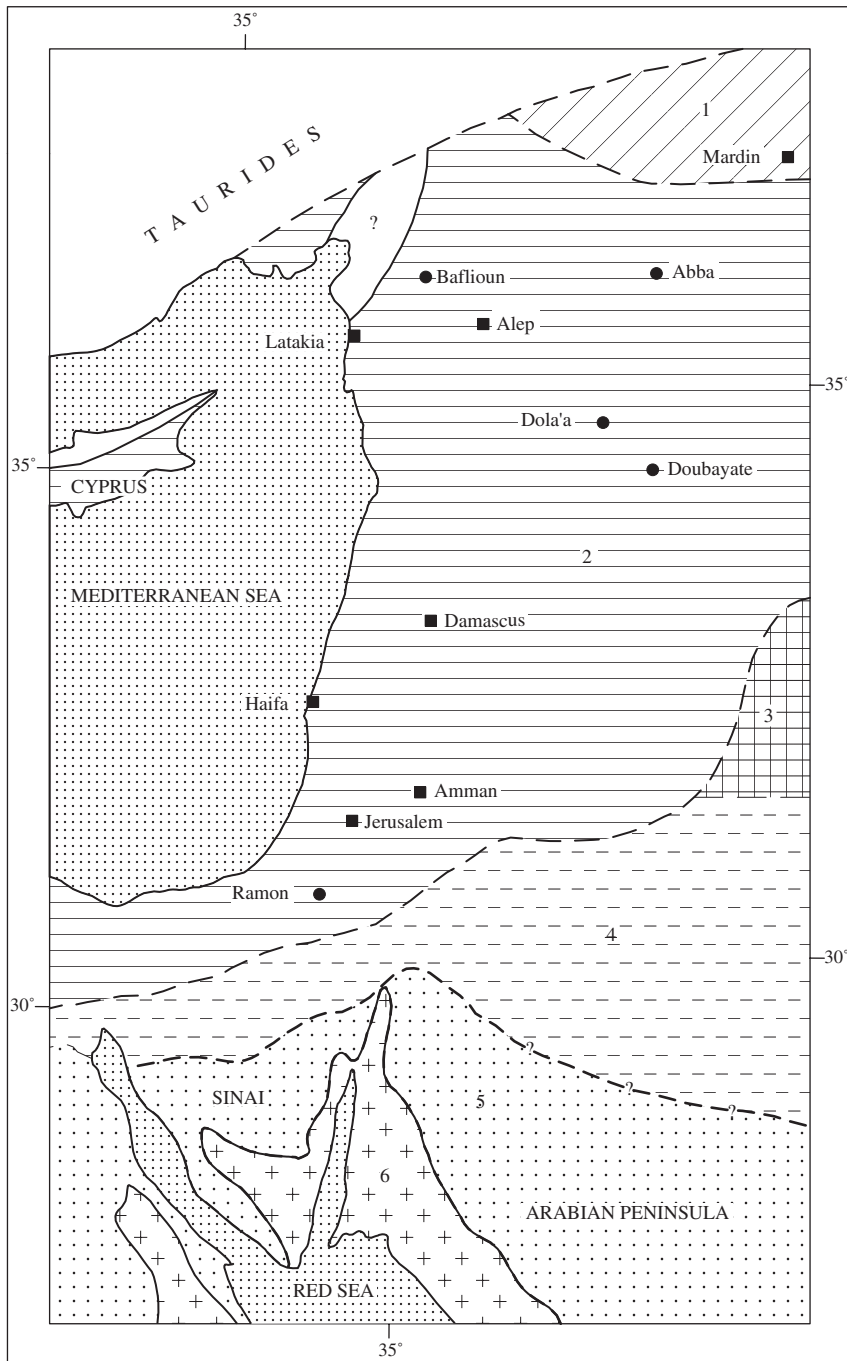 35°
1
Mardin
TAURIDES
?
Baflioun
Abba
Latakia
Alep
35°
Dola'a
35°
Doubayate
CYPRUS
2
MEDITERRANEAN SEA
Damascus
Haifa
3
Amman
Jerusalem
Ramon
4
30°
30°
?
SINAI
5
?
?
6
ARABIAN PENINSULA
RED SEA
35°